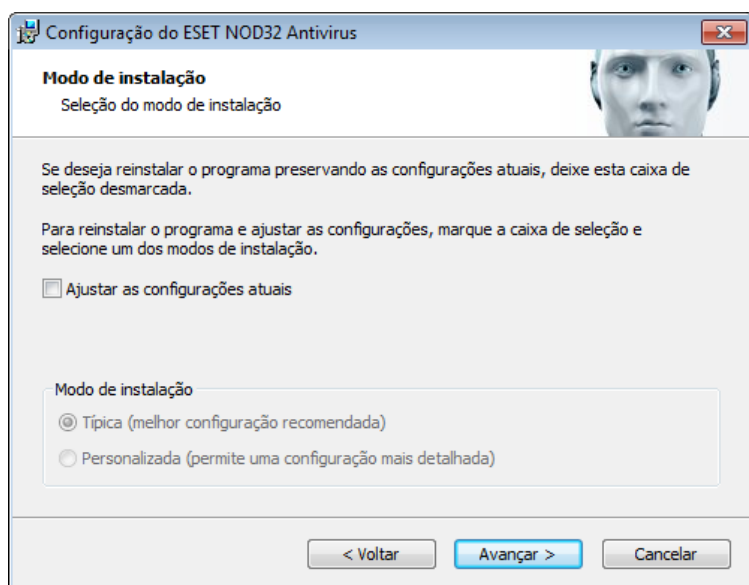 Configuração do ESET NOD32 Antivirus
Modo de instalação
Seleção do modo de instalação
Se deseja reinstalar o programa preservando as configurações atuais, deixe esta caixa de
seleção desmarcada.
Para reinstalar o programa e ajustar as configurações, marque a caixa de seleção e
selecione um dos modos de instalação.
Ajustar as configurações atuais
Modo de instalação
Típica (melhor configuração recomendada)
Personalizada (permite uma configuração mais detalhada)
< Voltar
Avançar >
Cancelar